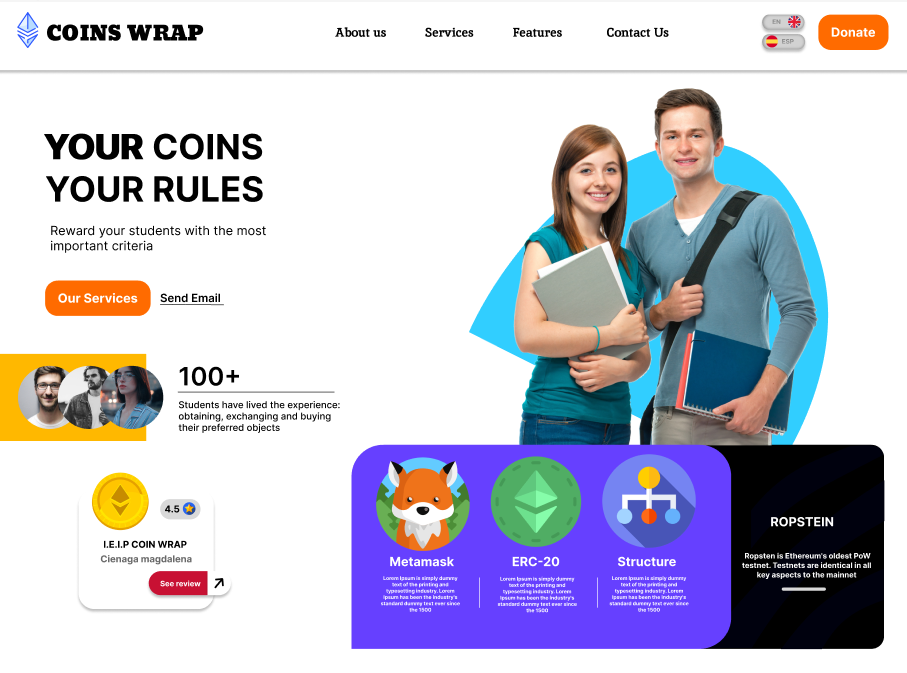 COINS WRAP
About us
Services
Features
Contact Us
EN
ESP
Donate
YOUR COINS
YOUR RULES
Reward your students with the most
important criteria
Our Services
Send Email
100+
Students have lived the experience:
obtaining, exchanging and buying
their preferred objects
4.5
I.E.I.P COIN WRAP
Cienaga magdalena
See review
Metamask
Lorem Ipsum is simply dummy
text of the printing and
typesetting industry. Lorem
Ipsum has been the industry's
standard dummy text ever since
the 1500
ERC-20
Lorem Ipsum is simply dummy
text of the printing and
typesetting industry. Lorem
Ipsum has been the industry's
standard dummy text ever since
the 1500
Structure
Lorem Ipsum is simply dummy
text of the printing and
typesetting industry. Lorem
Ipsum has been the industry's
standard dummy text ever since
the 1500
ROPSTEIN
Ropsten is Ethereum's oldest PoW
testnet. Testnets are identical in all
key aspects to the mainnet